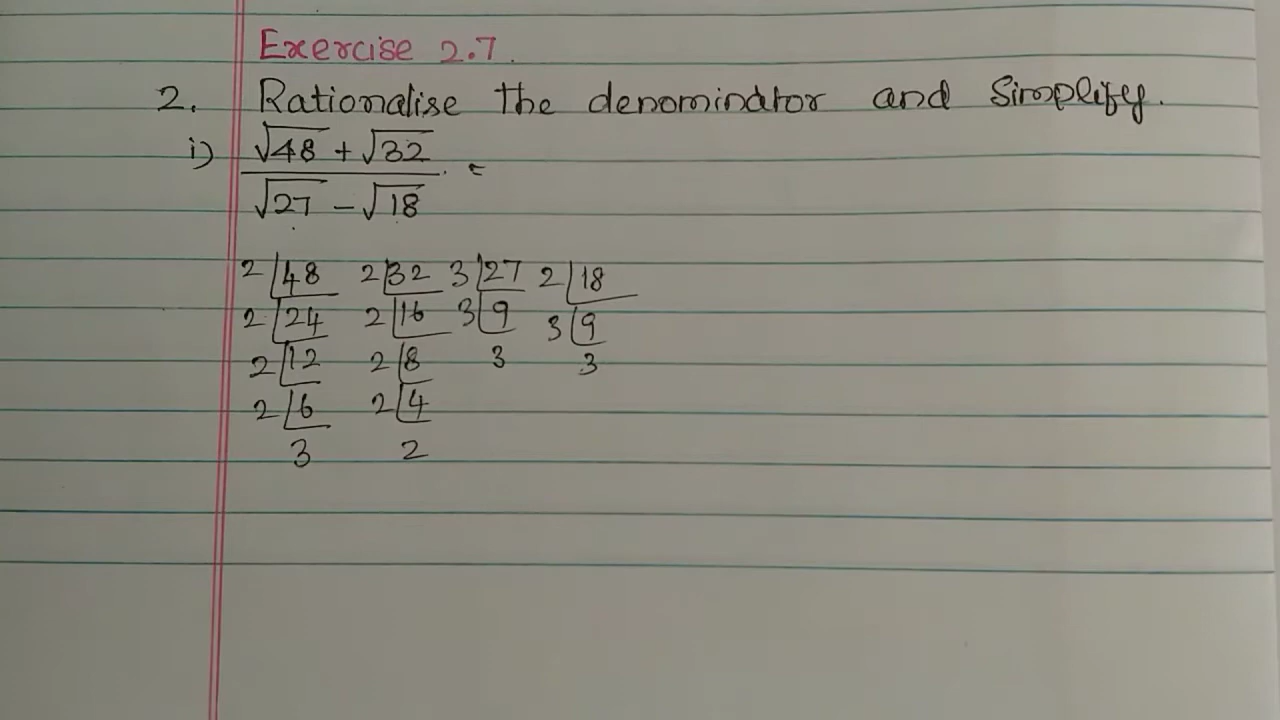 Exercise 2.7.
2. Rationalise the denominator and Simplify.
i) √48 + √32 =
√27 − √18
2 48 2 32 3 27 2 18
2 24 2 16 3 9 3 9
2 12 2 8 3 3
2 6 2 4
3 2